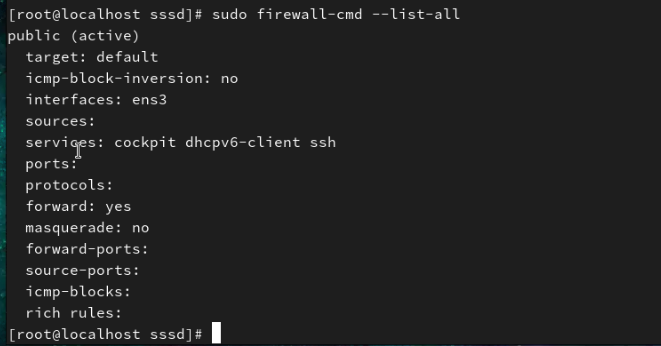 [root@localhost sssd]# sudo firewall-cmd --list-all
public (active)
  target: default
  icmp-block-inversion: no
  interfaces: ens3
  sources:
  services: cockpit dhcpv6-client ssh
  ports:
  protocols:
  forward: yes
  masquerade: no
  forward-ports:
  source-ports:
  icmp-blocks:
  rich rules:
[root@localhost sssd]#